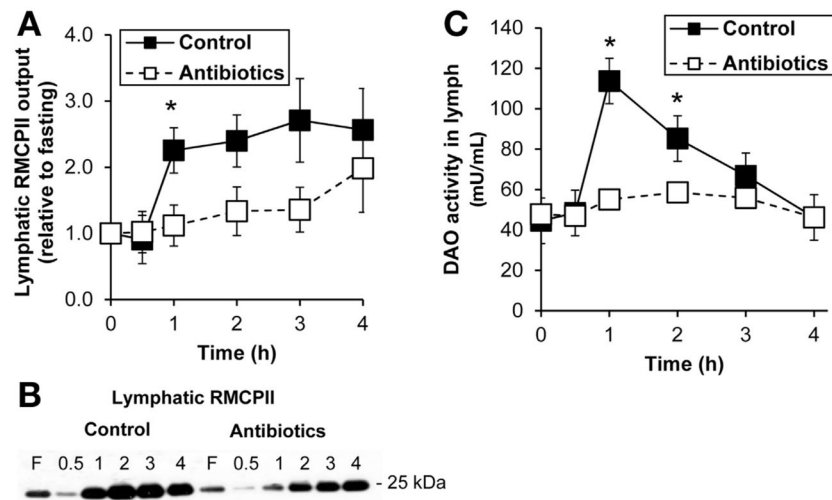 A
Lymphatic RMCPII output
(relative to fasting)
4.0
3.0
2.0
1.0
0.0
Control
Antibiotics
*
0 1 2 3 4
Time (h)
C
DAO activity in lymph
(mU/mL)
140
120
100
80
60
40
20
0
Control
Antibiotics
*
*
0 1 2 3 4
Time (h)
B
Lymphatic RMCPII
Control Antibiotics
F 0.5 1 2 3 4 F 0.5 1 2 3 4
- 25 kDa